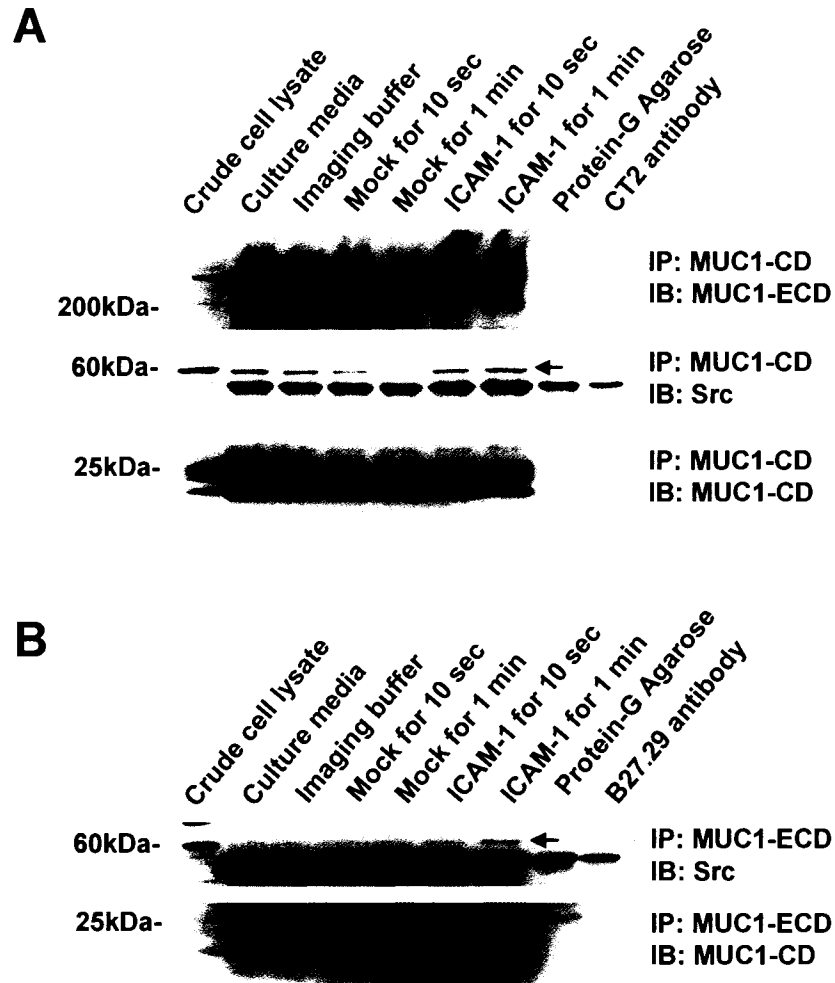 A
Crude cell lysate
Culture media
Imaging buffer
Mock for 10 sec
Mock for 1 min
ICAM-1 for 10 sec
ICAM-1 for 1 min
Protein-G Agarose
CT2 antibody
IP: MUC1-CD
IB: MUC1-ECD
200kDa-
60kDa-
IP: MUC1-CD
IB: Src
25kDa-
IP: MUC1-CD
IB: MUC1-CD
B
Crude cell lysate
Culture media
Imaging buffer
Mock for 10 sec
Mock for 1 min
ICAM-1 for 10 sec
ICAM-1 for 1 min
Protein-G Agarose
B27.29 antibody
60kDa-
IP: MUC1-ECD
IB: Src
25kDa-
IP: MUC1-ECD
IB: MUC1-CD